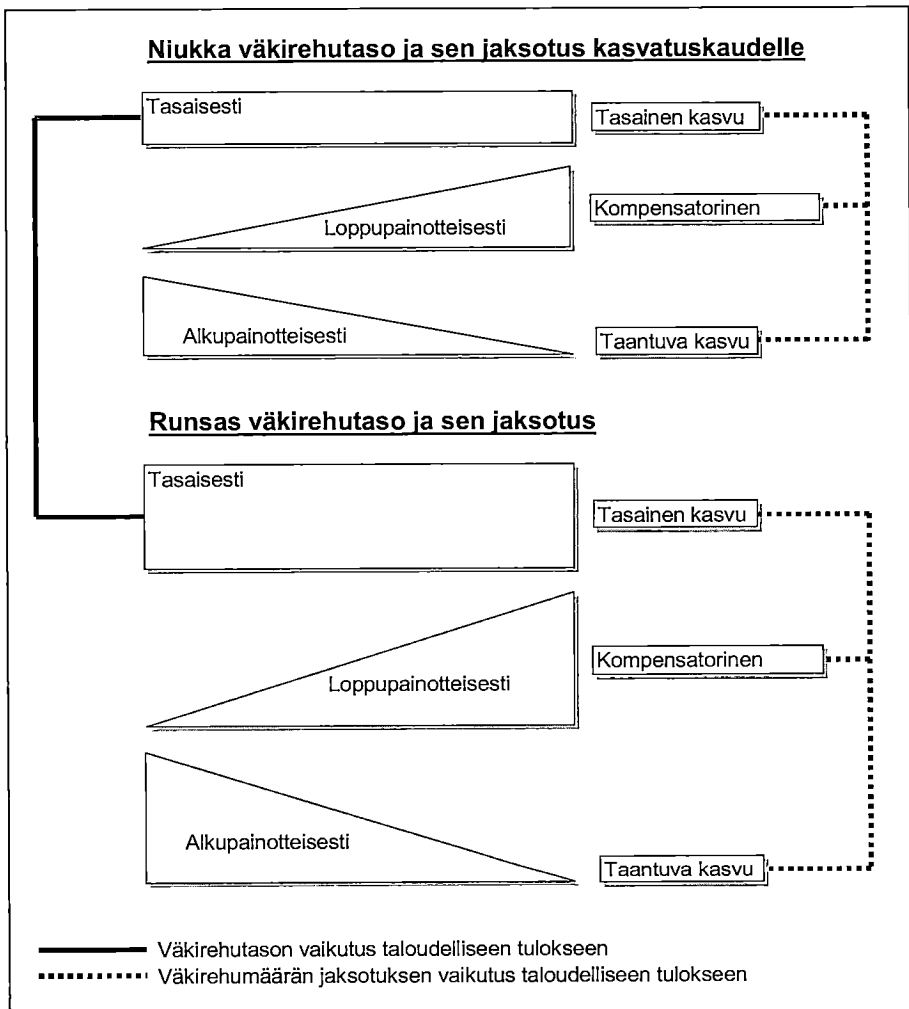 Niukka väkirehutaso ja sen jaksotus kasvatuskaudelle
Tasaisesti
Tasainen kasvu
Loppupainotteisesti
Kompensatorinen
Alkupainotteisesti
Taantuva kasvu
Runsas väkirehutaso ja sen jaksotus
Tasaisesti
Tasainen kasvu
Loppupainotteisesti
Kompensatorinen
Alkupainotteisesti
Taantuva kasvu
Väkirehutason vaikutus taloudelliseen tulokseen
Väkirehumäärän jaksotuksen vaikutus taloudelliseen tulokseen